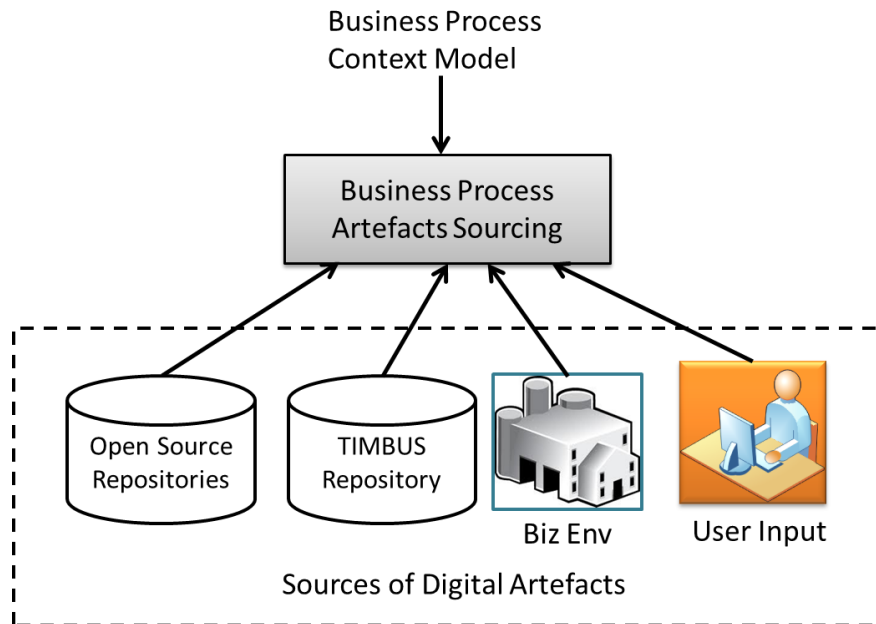 Business Process
Context Model
Business Process
Artefacts Sourcing
Open Source
Repositories
TIMBUS
Repository
Biz Env
User Input
Sources of Digital Artefacts